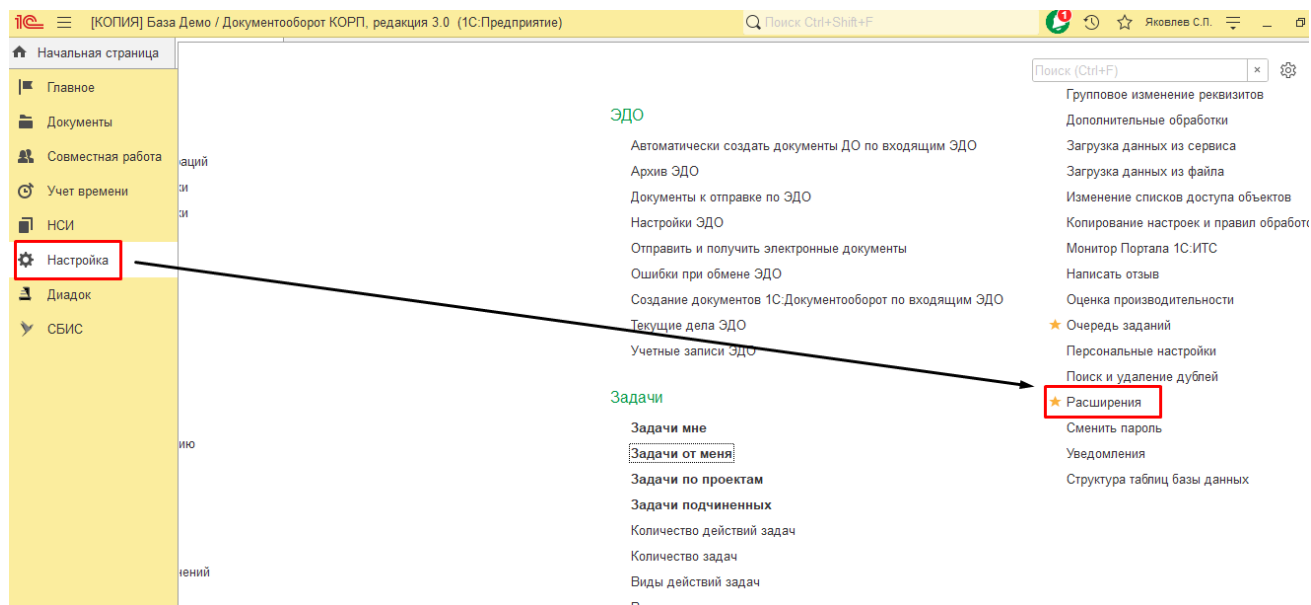 [КОПИЯ] База Демо / Документооборот КОРП, редакция 3.0 (1С:Предприятие)
Поиск Ctrl+Shift+F
1
Яковлев С.П.
Начальная страница
Поиск (Ctrl+F)
Главное
Документы
Совместная работа
Учет времени
НСИ
Настройка
Диадок
СБИС
аций
ки
ки
ию
нений
ЭДО
Автоматически создать документы ДО по входящим ЭДО
Архив ЭДО
Документы к отправке по ЭДО
Настройки ЭДО
Отправить и получить электронные документы
Ошибки при обмене ЭДО
Создание документов 1С:Документооборот по входящим ЭДО
Текущие дела ЭДО
Учетные записи ЭДО
Задачи
Задачи мне
Задачи от меня
Задачи по проектам
Задачи подчиненных
Количество действий задач
Количество задач
Виды действий задач
Групповое изменение реквизитов
Дополнительные обработки
Загрузка данных из сервиса
Загрузка данных из файла
Изменение списков доступа объектов
Копирование настроек и правил обработ
Монитор Портала 1С:ИТС
Написать отзыв
Оценка производительности
Очередь заданий
Персональные настройки
Поиск и удаление дублей
Расширения
Сменить пароль
Уведомления
Структура таблиц базы данных